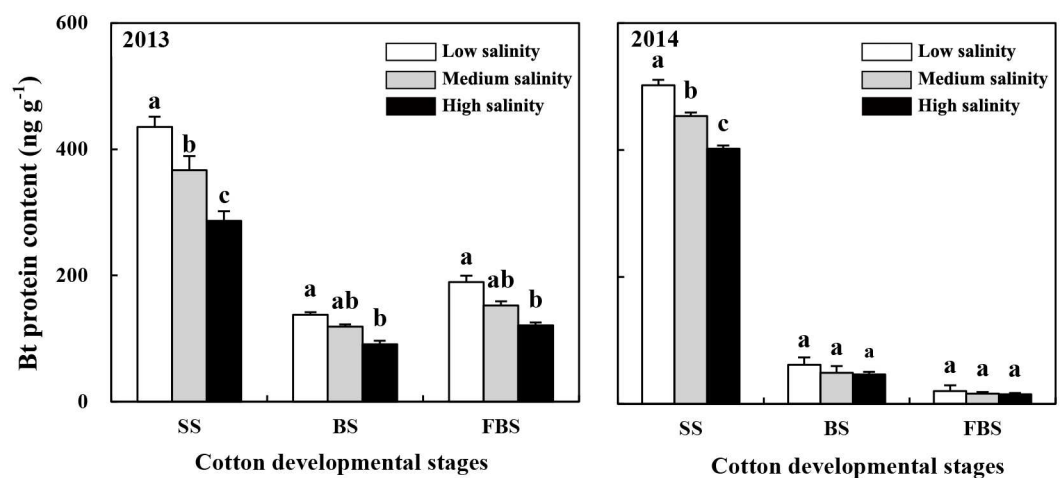 Bt protein content (ng g-1)
600
400
200
0
2013
Low salinity
Medium salinity
High salinity
a
b
c
a
ab
b
a
ab
b
SS
BS
FBS
Cotton developmental stages
2014
Low salinity
Medium salinity
High salinity
a
b
c
a
a
a
a
a
a
SS
BS
FBS
Cotton developmental stages